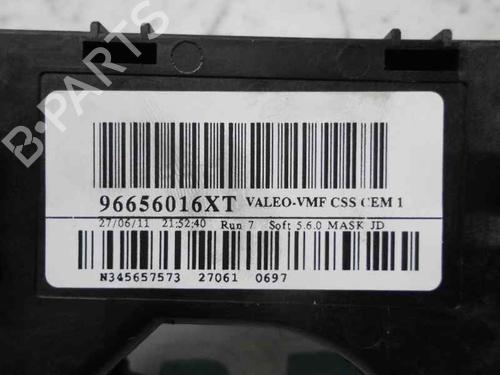 B-PARTS
96656016XT VALEO-VMF CSS CEM 1
27/06/11 21:52:40 Run 7 Soft 5.6.0 MASK JD
N345657573 27061 0697